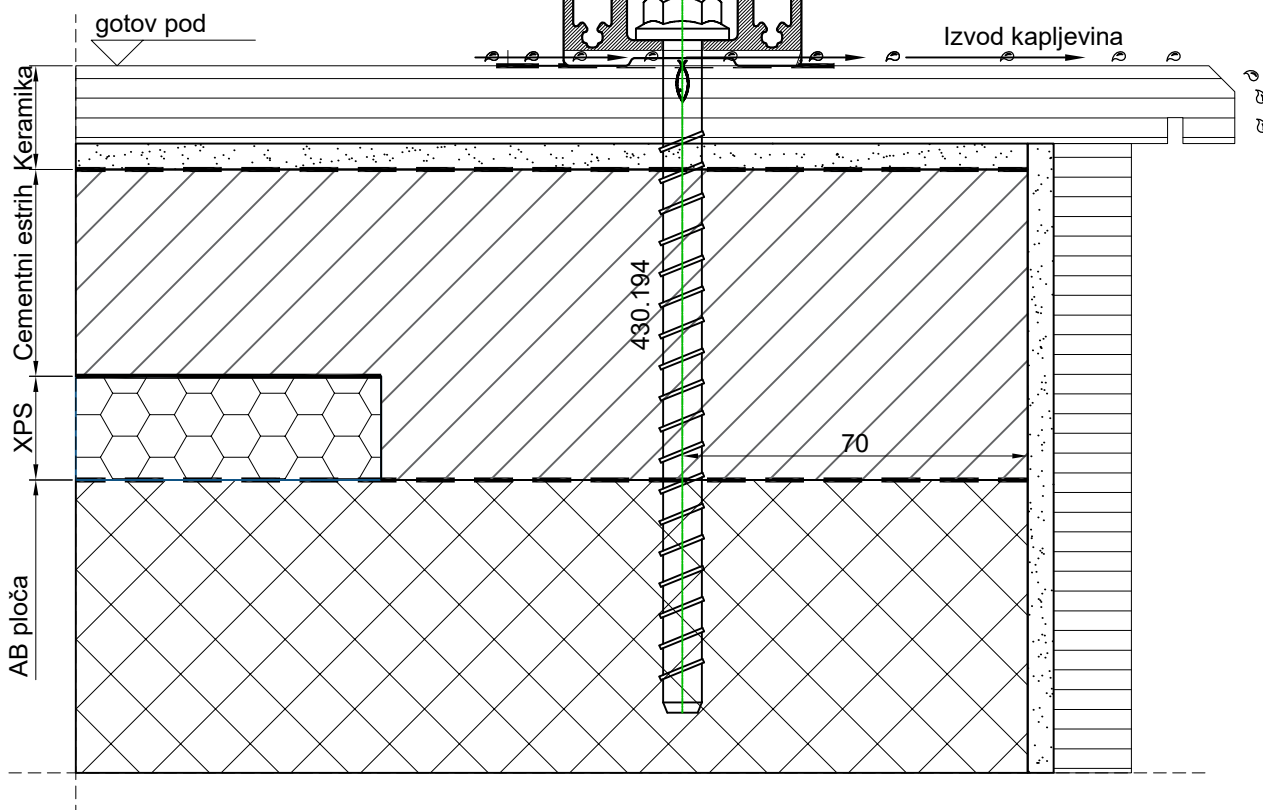 gotov pod
Izvod kapljevina
Keramika
Cementni estrih
430.194
XPS
70
AB ploča